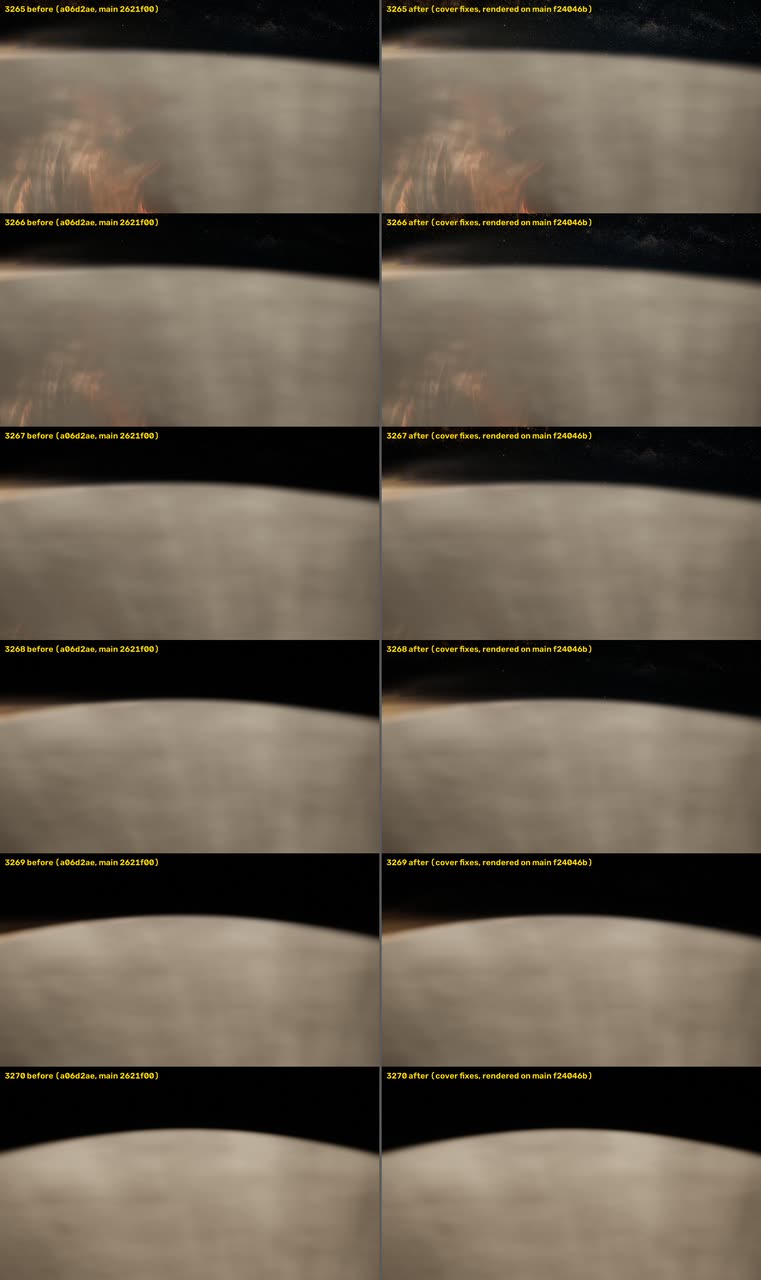 3265 before (a06d2ae, main 2621f00)
3265 after (cover fixes, rendered on main f24046b)
3266 before (a06d2ae, main 2621f00)
3266 after (cover fixes, rendered on main f24046b)
3267 before (a06d2ae, main 2621f00)
3267 after (cover fixes, rendered on main f24046b)
3268 before (a06d2ae, main 2621f00)
3268 after (cover fixes, rendered on main f24046b)
3269 before (a06d2ae, main 2621f00)
3269 after (cover fixes, rendered on main f24046b)
3270 before (a06d2ae, main 2621f00)
3270 after (cover fixes, rendered on main f24046b)